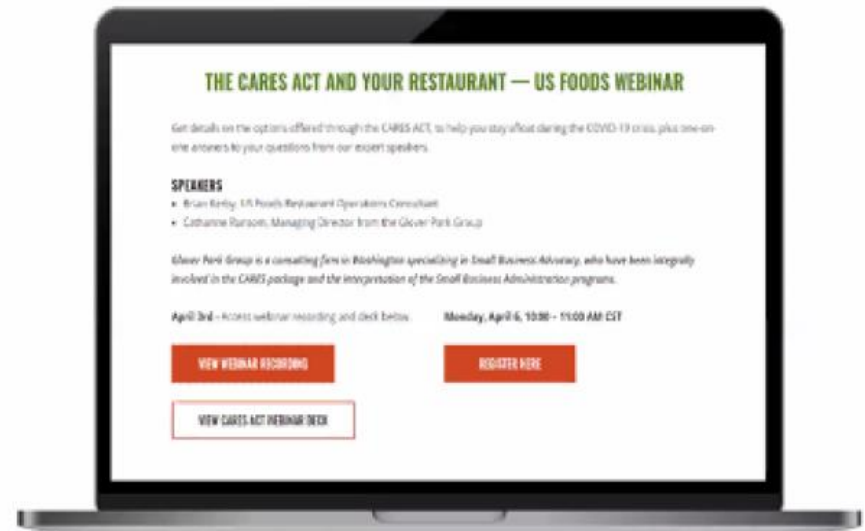 THE CARES ACT AND YOUR RESTAURANT — US FOODS WEBINAR
Get details on the options offered through the CARES ACT, to help you stay afloat during the COVID-19 crisis, plus one-on-
one answers to your questions from our expert speakers.
SPEAKERS
• Brian Kerby, US Foods Restaurant Operations Consultant
• Catharine Ransom, Managing Director from the Glover Park Group
Glover Park Group is a consulting firm in Washington specializing in Small Business Advocacy, who have been integrally
involved in the CARES package and the interpretation of the Small Business Administration programs.
April 3rd - Access webinar recording and deck below.
Monday, April 6, 10:00 - 11:00 AM CST
VIEW WEBINAR RECORDING
REGISTER HERE
VIEW CARES ACT WEBINAR DECK